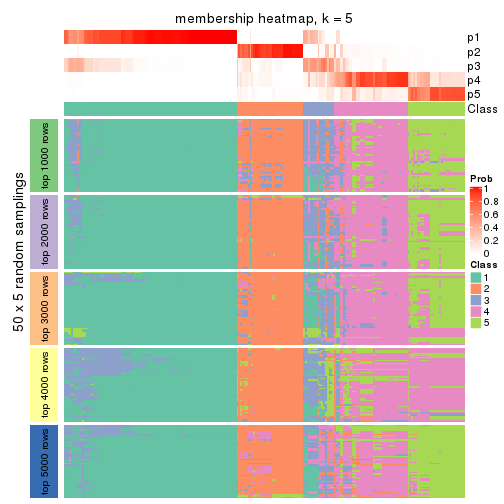 membership heatmap, k = 5
p1
p2
p3
p4
p5
Class
50 x 5 random samplings
top 1000 rows
top 2000 rows
top 3000 rows
top 4000 rows
top 5000 rows
Prob
1
0.8
0.6
0.4
0.2
0
Class
1
2
3
4
5